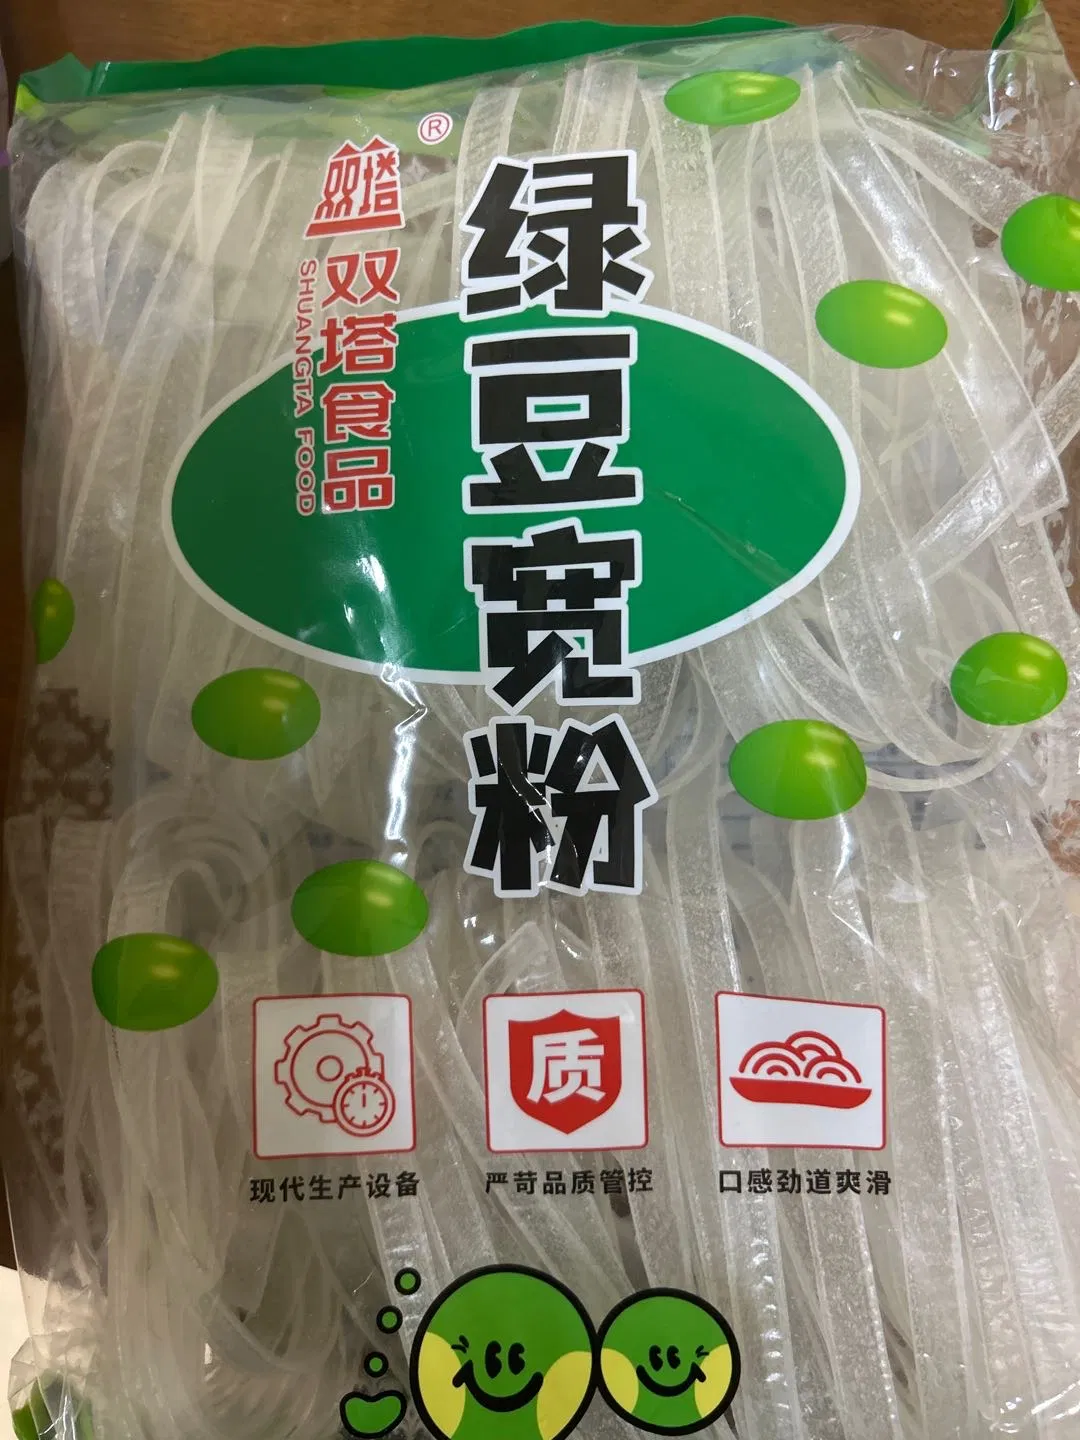 ®
双塔
双塔食品
SHUANGTA FOOD
绿豆宽粉
质
现代生产设备
严苛品质管控
口感劲道爽滑